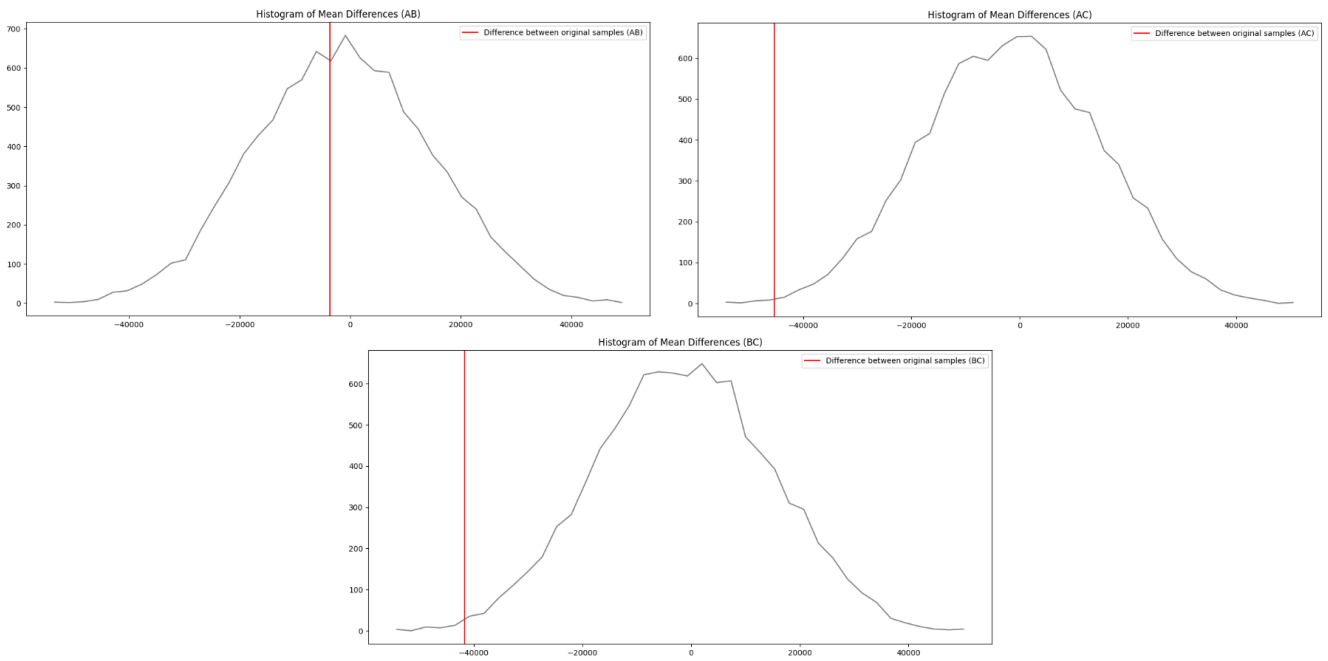 Histogram of Mean Differences (AB)
Difference between original samples (AB)
700
600
500
400
300
200
100
0
−40000 −20000 0 20000 40000
Histogram of Mean Differences (AC)
Difference between original samples (AC)
600
500
400
300
200
100
0
−40000 −20000 0 20000 40000
Histogram of Mean Differences (BC)
Difference between original samples (BC)
600
500
400
300
200
100
0
−40000 −20000 0 20000 40000